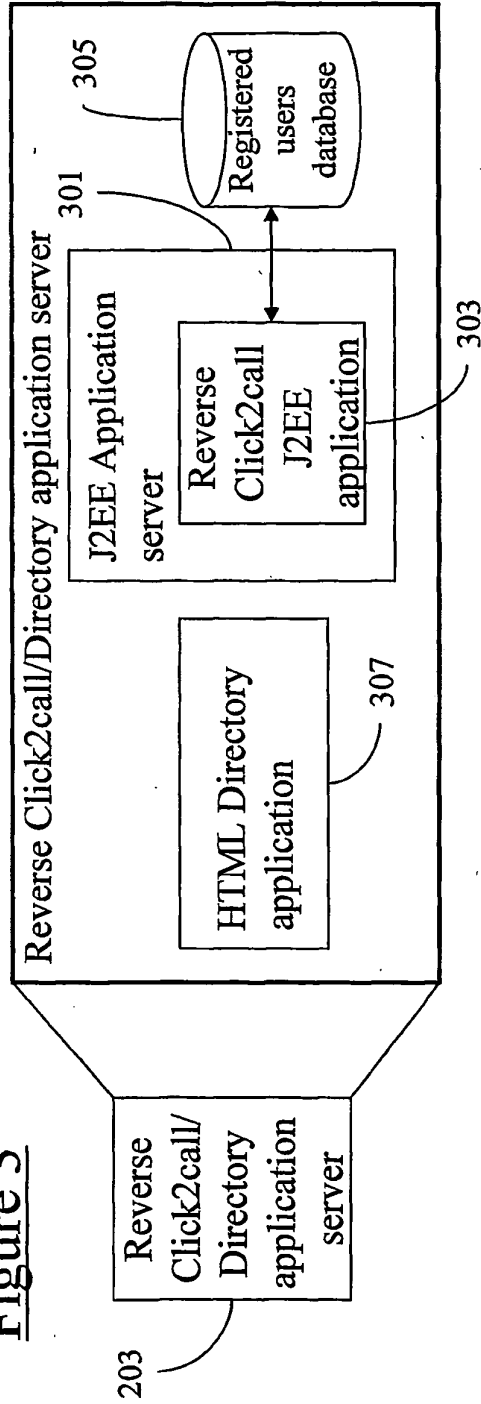 Figure 3
Reverse
Click2call/
Directory
application
server
203
Reverse Click2call/Directory application server
HTML Directory
application
307
J2EE Application
server
301
Reverse
Click2call
J2EE
application
303
Registered
users
database
305